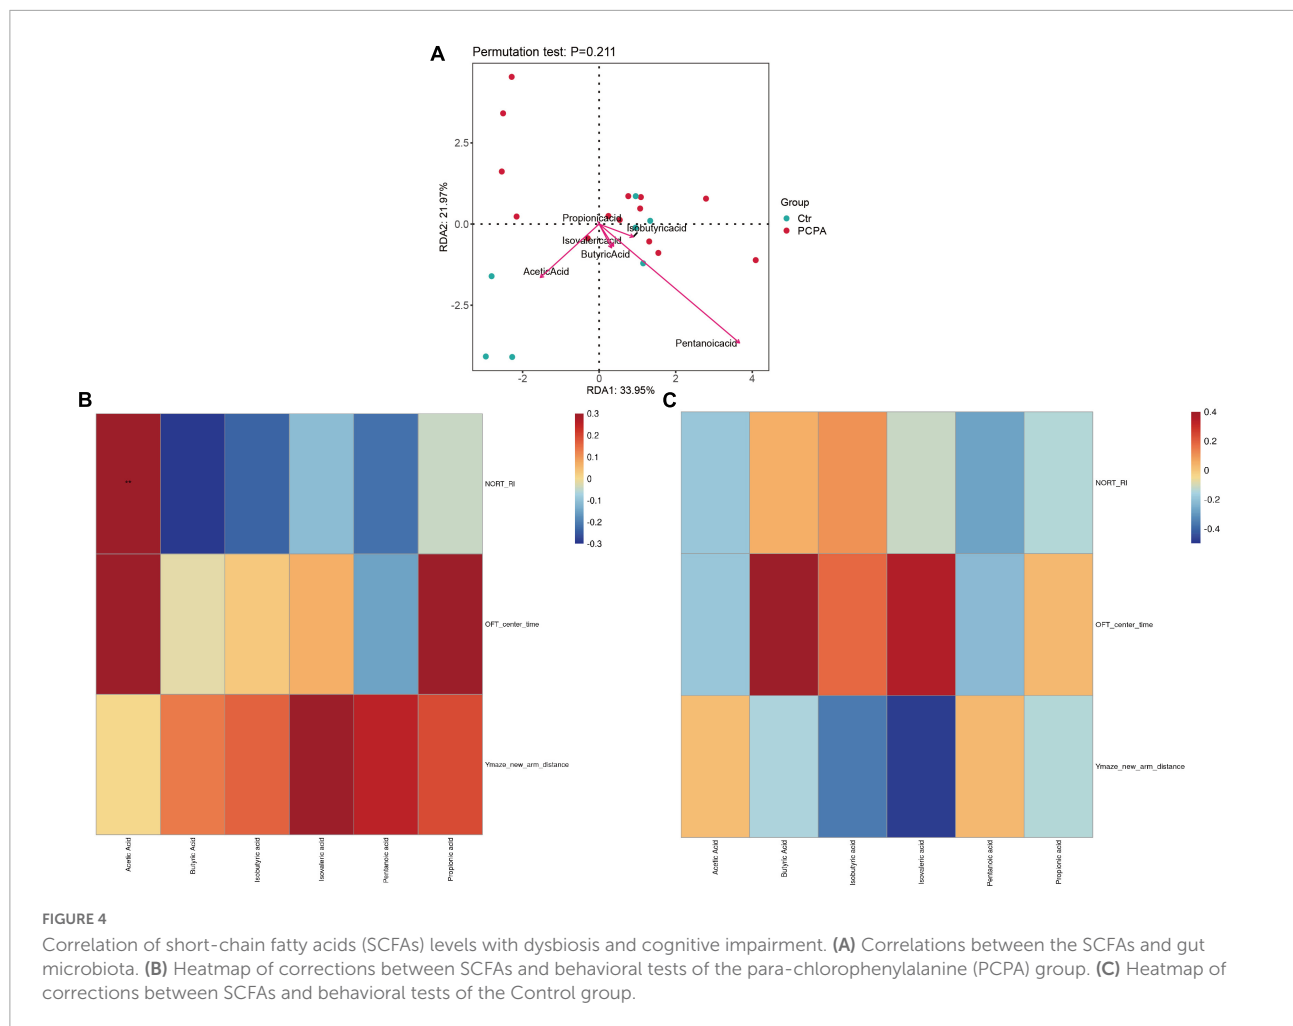 A
Permutation test: P=0.211
2.5
0.0
-2.5
RDA2: 21.97%
Propionicacid
Isobutyricacid
Isovalericacid
ButyricAcid
AceticAcid
Pentanoicacid
-2
0
2
4
RDA1: 33.95%
Group
Ctr
PCPA
B
**
NORT_RI
OFT_center_time
Ymaze_new_arm_distance
Acetic Acid
Butyric Acid
Isobutyric acid
Isovaleric acid
Pentanoic acid
Propionic acid
0.3
0.2
0.1
0
-0.1
-0.2
-0.3
C
NORT_RI
OFT_center_time
Ymaze_new_arm_distance
Acetic Acid
Butyric Acid
Isobutyric acid
Isovaleric acid
Pentanoic acid
Propionic acid
0.4
0.2
0
-0.2
-0.4
FIGURE 4
Correlation of short-chain fatty acids (SCFAs) levels with dysbiosis and cognitive impairment. (A) Correlations between the SCFAs and gut
microbiota. (B) Heatmap of corrections between SCFAs and behavioral tests of the para-chlorophenylalanine (PCPA) group. (C) Heatmap of
corrections between SCFAs and behavioral tests of the Control group.